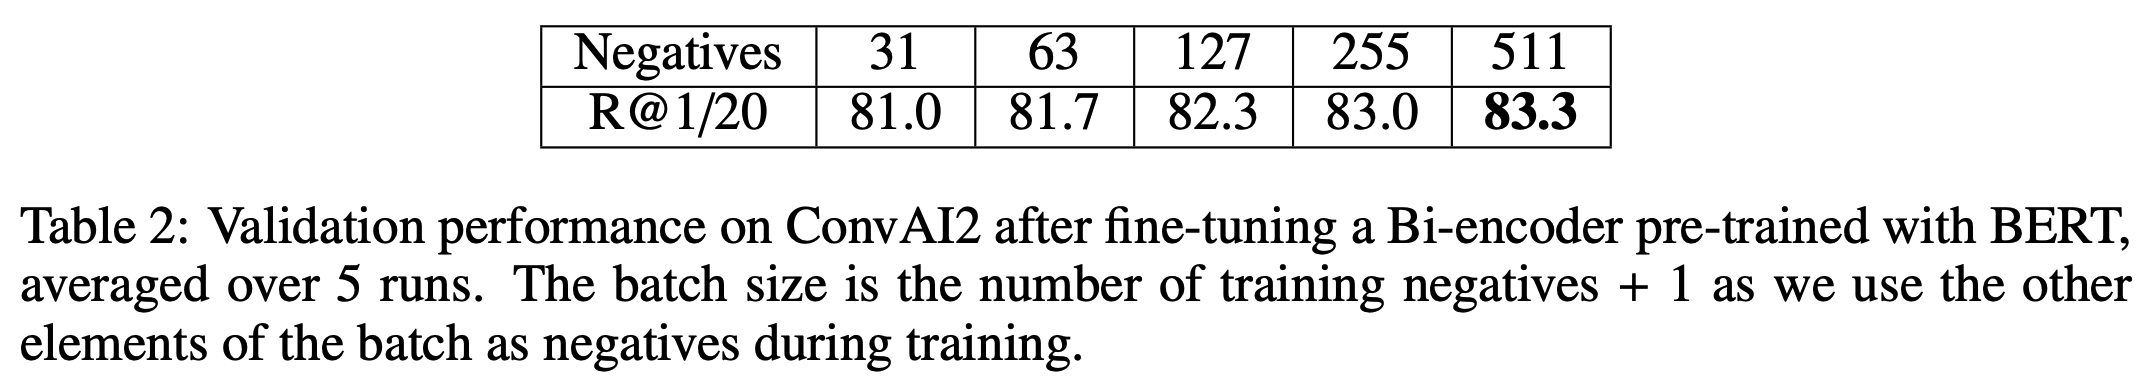 Negatives 31 63 127 255 511
R@1/20 81.0 81.7 82.3 83.0 83.3
Table 2: Validation performance on ConvAI2 after fine-tuning a Bi-encoder pre-trained with BERT,
averaged over 5 runs. The batch size is the number of training negatives + 1 as we use the other
elements of the batch as negatives during training.